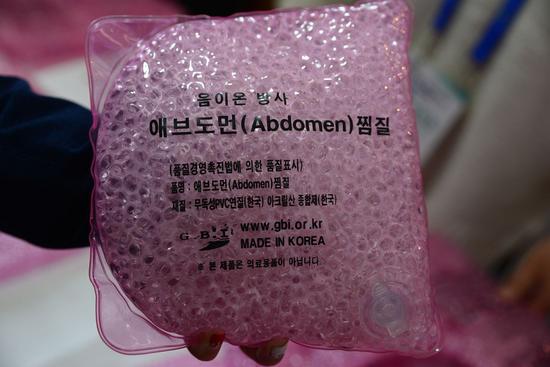 음이온 방사
애브도먼(Abdomen)찜질
(품질경영촉진법에 의한 품질표시)
품명 : 애브도먼(Abdomen)찜질
재질 : 무독성PVC연질(한국) 아크릴산 중합체(한국)
G B I www.gbi.or.kr
MADE IN KOREA
※ 본 제품은 의료용품이 아닙니다.